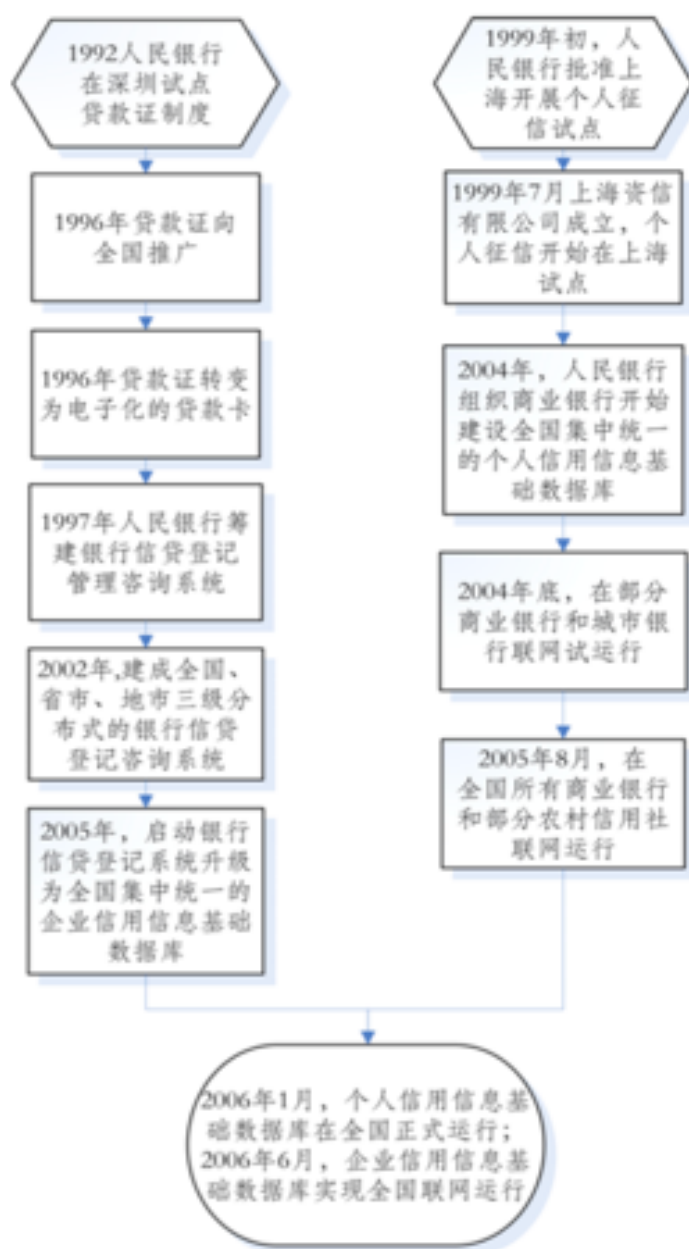 1992人民银行
在深圳试点
贷款证制度
1996年贷款证向
全国推广
1996年贷款证转变
为电子化的贷款卡
1997年人民银行筹
建银行信贷登记
管理咨询系统
2002年,建成全国、
省市、地市三级分
布式的银行信贷
登记咨询系统
2005年，启动银行
信贷登记系统升级
为全国集中统一的
企业信用信息基础
数据库
1999年初，人
民银行批准上
海开展个人征
信试点
1999年7月上海资信
有限公司成立，个
人征信开始在上海
试点
2004年，人民银行
组织商业银行开始
建设全国集中统一
的个人信用信息基
础数据库
2004年底，在部分
商业银行和城市银
行联网试运行
2005年8月，在
全国所有商业银行
和部分农村信用社
联网运行
2006年1月，个人信用信息基
础数据库在全国正式运行；
2006年6月，企业信用信息基
础数据库实现全国联网运行